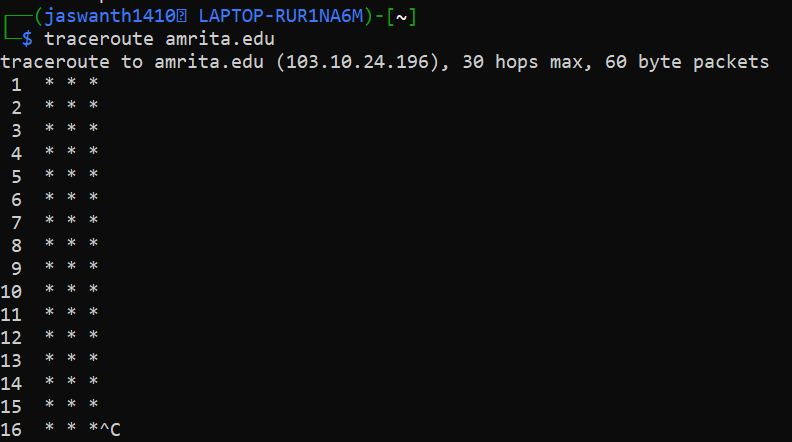 ┌──(jaswanth1410㉿ LAPTOP-RUR1NA6M)-[~]
└─$ traceroute amrita.edu
traceroute to amrita.edu (103.10.24.196), 30 hops max, 60 byte packets
 1  * * *
 2  * * *
 3  * * *
 4  * * *
 5  * * *
 6  * * *
 7  * * *
 8  * * *
 9  * * *
10  * * *
11  * * *
12  * * *
13  * * *
14  * * *
15  * * *
16  * * *^C